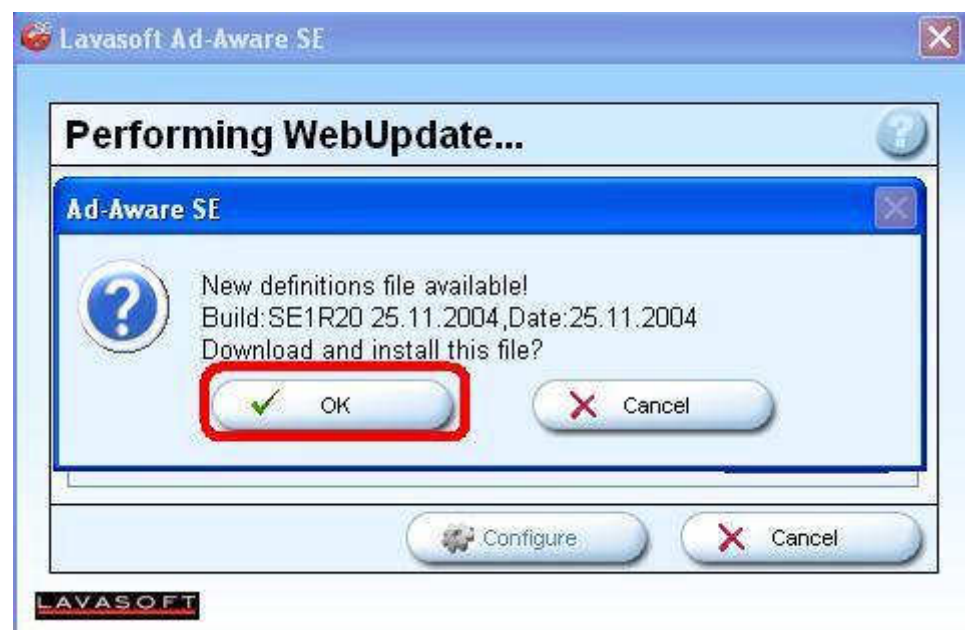 Lavasoft Ad-Aware SE
Performing WebUpdate...
Ad-Aware SE
New definitions file available!
Build:SE1R20 25.11.2004,Date:25.11.2004
Download and install this file?
OK Cancel
Configure Cancel
LAVASOFT